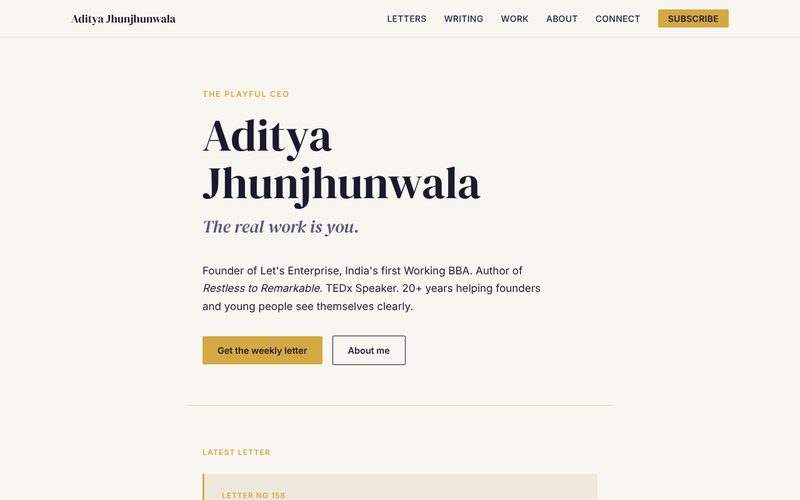 Aditya Jhunjhunwala
LETTERS WRITING WORK ABOUT CONNECT SUBSCRIBE
THE PLAYFUL CEO
Aditya
Jhunjhunwala
The real work is you.
Founder of Let's Enterprise, India's first Working BBA. Author of
Restless to Remarkable. TEDx Speaker. 20+ years helping founders
and young people see themselves clearly.
Get the weekly letter About me
LATEST LETTER
LETTER NO 158